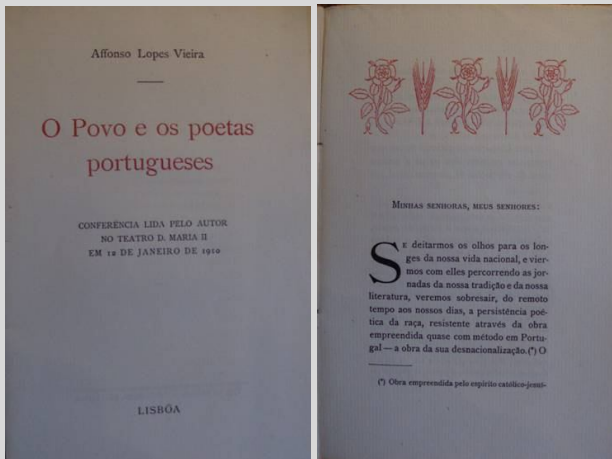 Affonso Lopes Vieira
O Povo e os poetas
portugueses
CONFERÊNCIA LIDA PELO AUTOR
NO TEATRO D. MARIA II
EM 12 DE JANEIRO DE 1910
LISBÔA
MINHAS SENHORAS, MEUS SENHORES:
SE deitarmos os olhos para os lon-
ges da nossa vida nacional, e vier-
mos com elles percorrendo as jor-
nadas da nossa tradição e da nossa
literatura, veremos sobresair, do remoto
tempo aos nossos dias, a persistência poé-
tica da raça, resistente através da obra
empreendida quase com método em Portu-
gal — a obra da sua desnacionalização.(*) O
(*) Obra empreendida pelo espírito católico-jesuí-